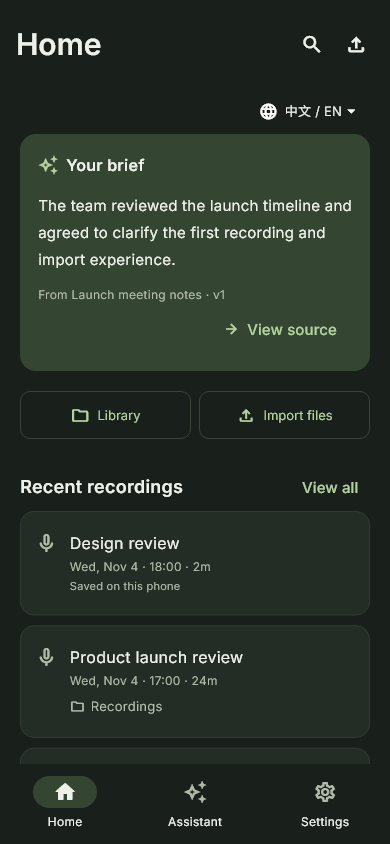 Home
中文 / EN
Your brief
The team reviewed the launch timeline and
agreed to clarify the first recording and
import experience.
From Launch meeting notes · v1
View source
Library
Import files
Recent recordings
View all
Design review
Wed, Nov 4 · 18:00 · 2m
Saved on this phone
Product launch review
Wed, Nov 4 · 17:00 · 24m
Recordings
Home
Assistant
Settings